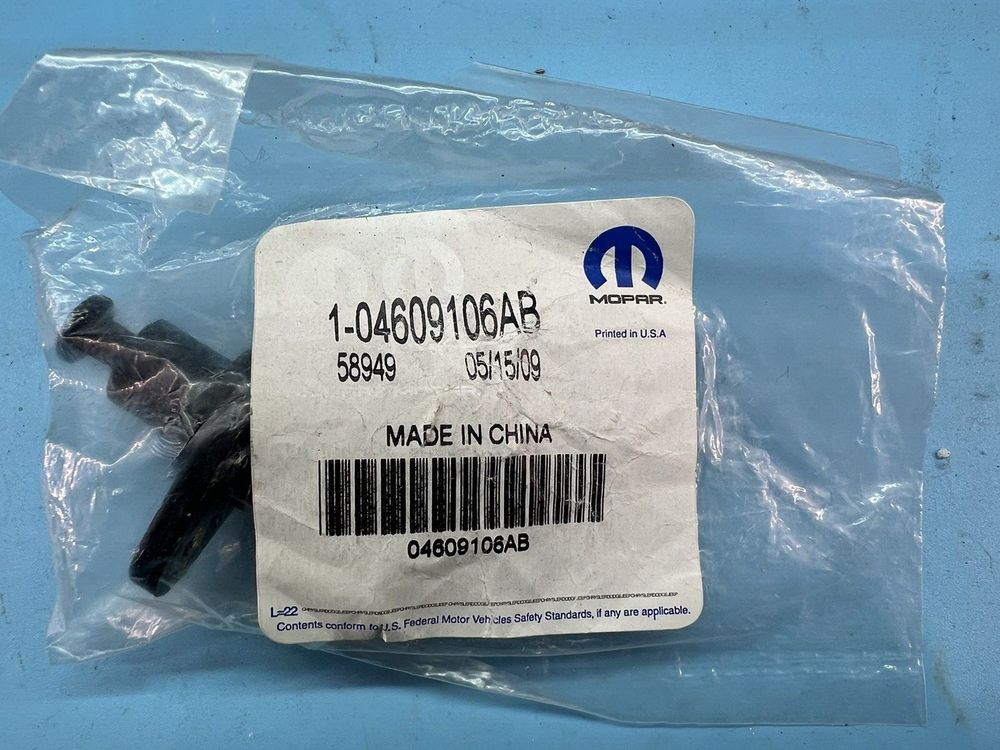 MOPAR.
Printed in U.S.A
1-04609106AB
58949 05/15/09
MADE IN CHINA
04609106AB
L-22
Contents conform to U.S. Federal Motor Vehicles Safety Standards, if any are applicable.